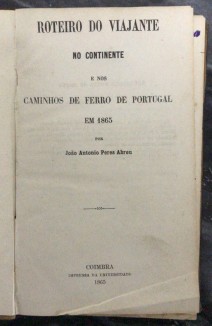 ROTEIRO DO VIAJANTE
NO CONTINENTE
E NOS
CAMINHOS DE FERRO DE PORTUGAL
EM 1865
POR
João Antonio Peres Abreu
COIMBRA
IMPRENSA DA UNIVERSIDADE
1865